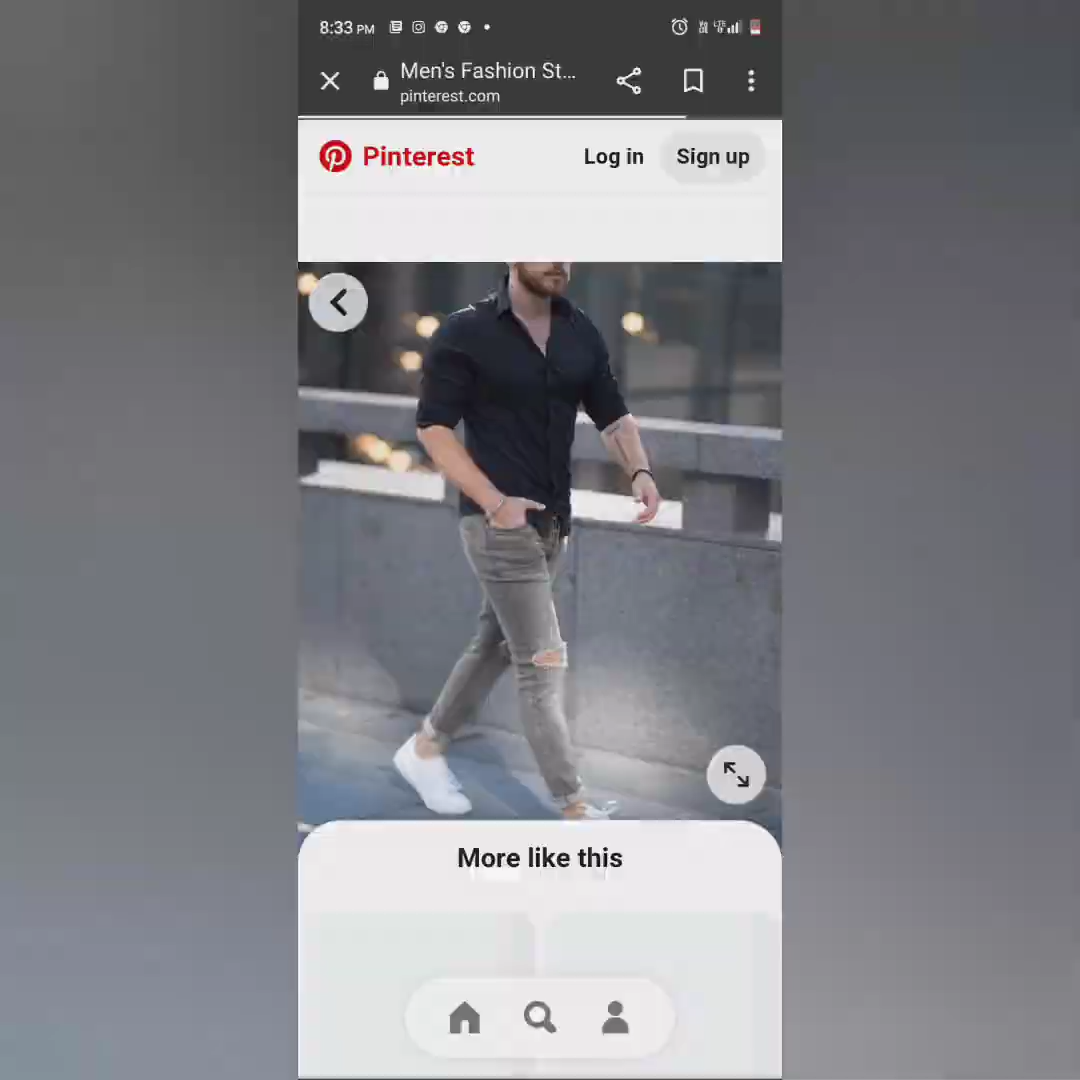 8:33 PM
Men's Fashion St...
pinterest.com
Pinterest
Log in
Sign up
More like this